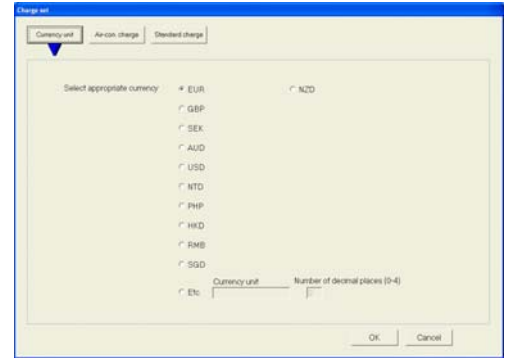 Charge set
Currency unit Air-con. charge Standard charge
Select appropriate currency EUR NZD
GBP
SEK
AUD
USD
NTD
PHP
HKD
RMB
SGD
Currency unit Number of decimal places (0-4)
Etc
OK Cancel